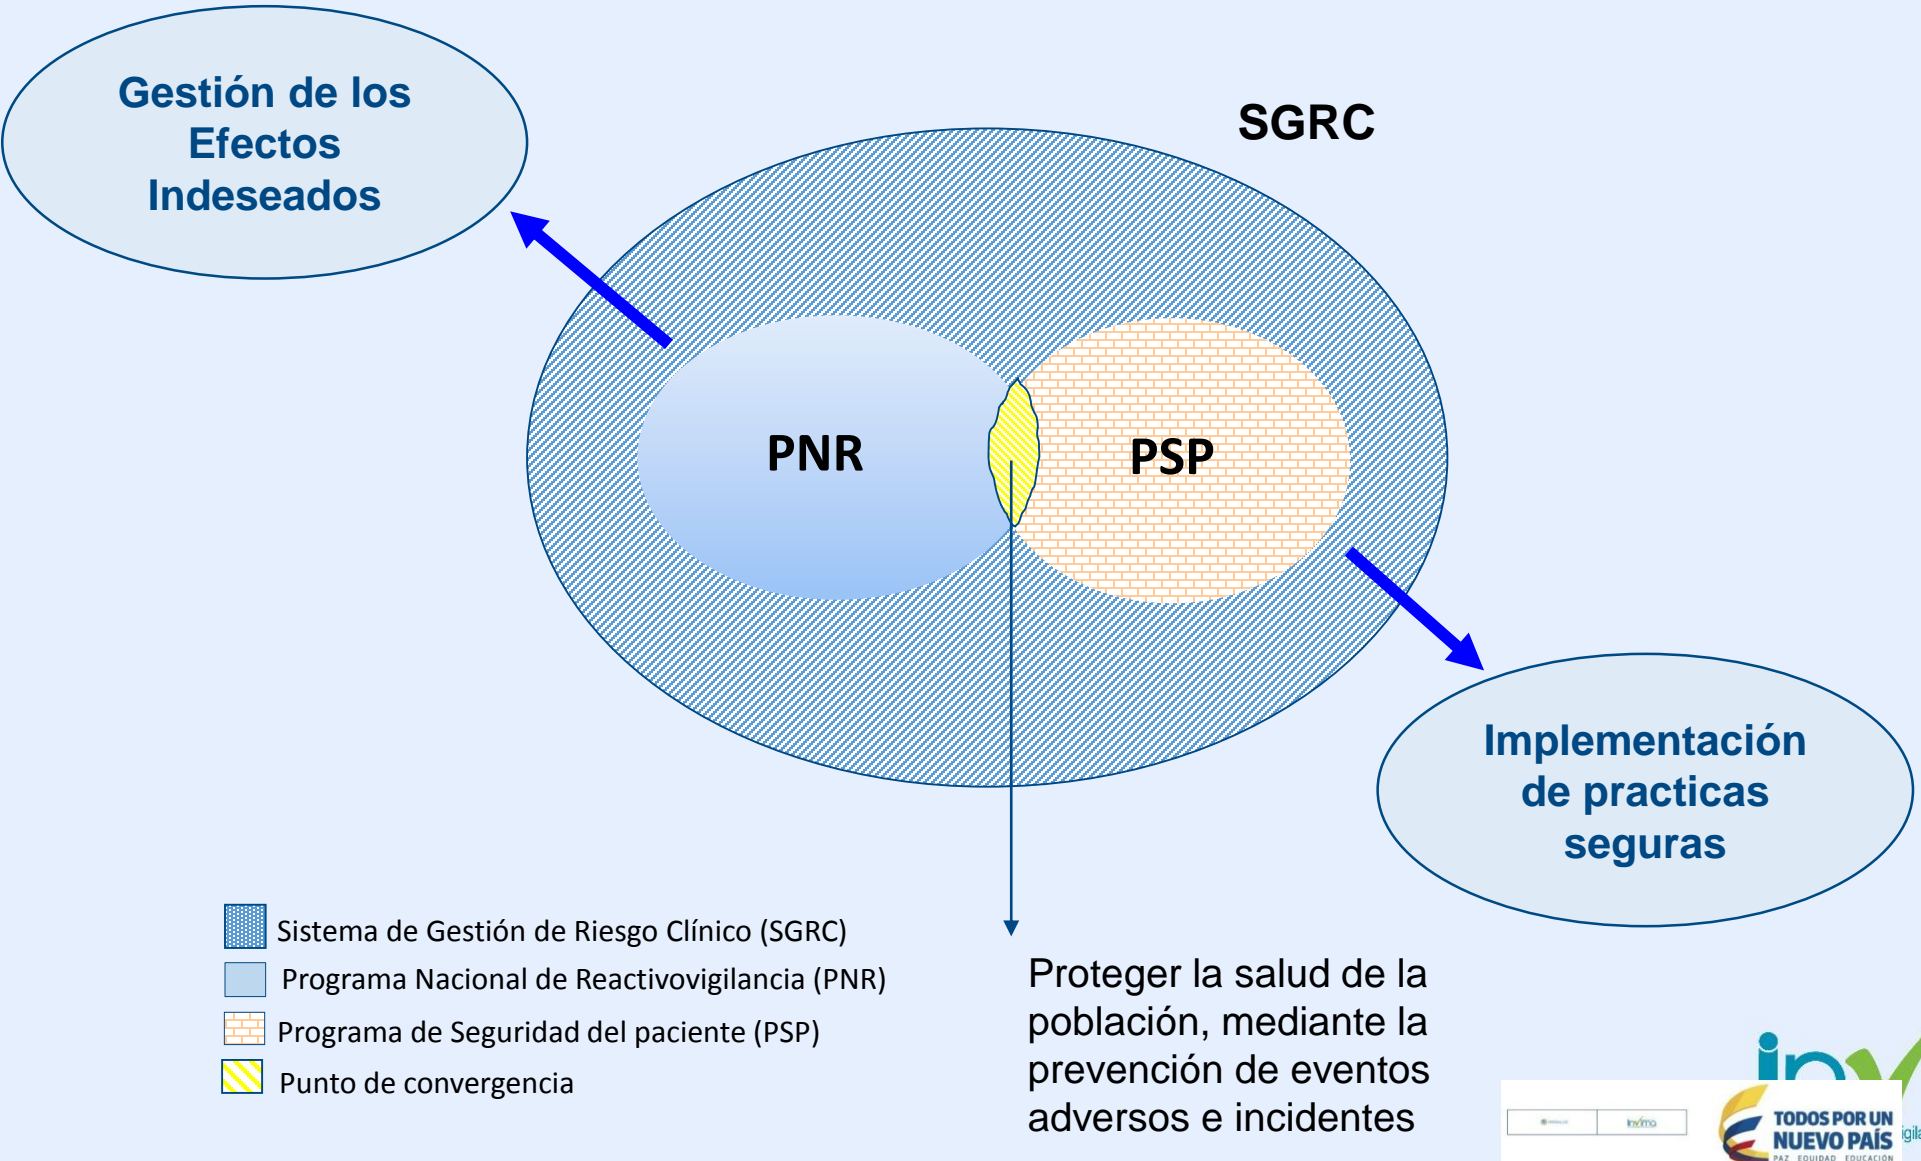 Gestión de los
Efectos
Indeseados
SGRC
PNR
PSP
Implementación
de practicas
seguras
Sistema de Gestión de Riesgo Clínico (SGRC)
Programa Nacional de Reactivovigilancia (PNR)
Programa de Seguridad del paciente (PSP)
Punto de convergencia
Proteger la salud de la
población, mediante la
prevención de eventos
adversos e incidentes
invima
TODOS POR UN
NUEVO PAÍS
PAZ EQUIDAD EDUCACIÓN